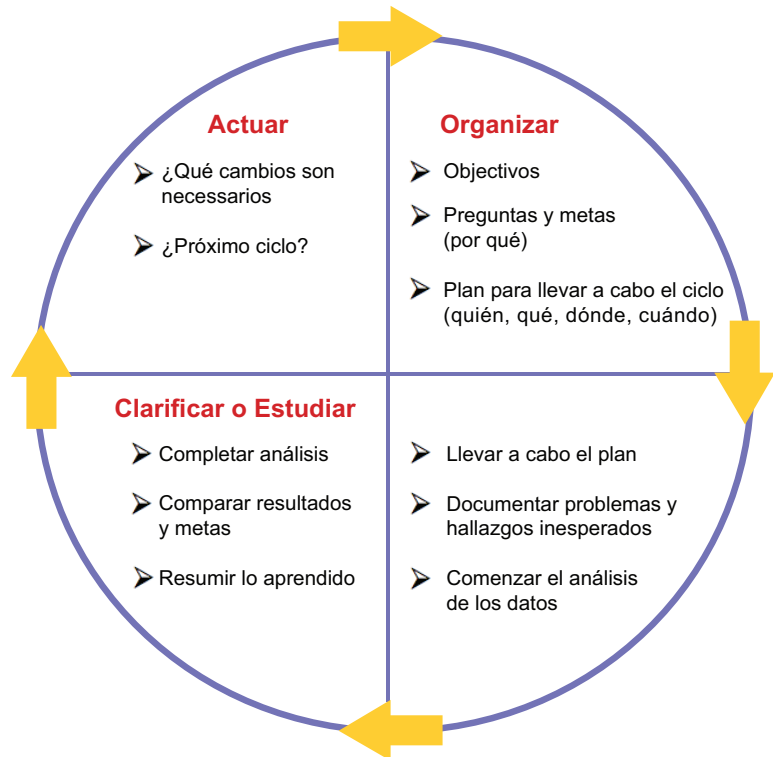 Actuar
¿Qué cambios son
necessarios
¿Próximo ciclo?
Organizar
Objectivos
Preguntas y metas
(por qué)
Plan para llevar a cabo el ciclo
(quién, qué, dónde, cuándo)
Clarificar o Estudiar
Completar análisis
Comparar resultados
y metas
Resumir lo aprendido
Llevar a cabo el plan
Documentar problemas y
hallazgos inesperados
Comenzar el análisis
de los datos